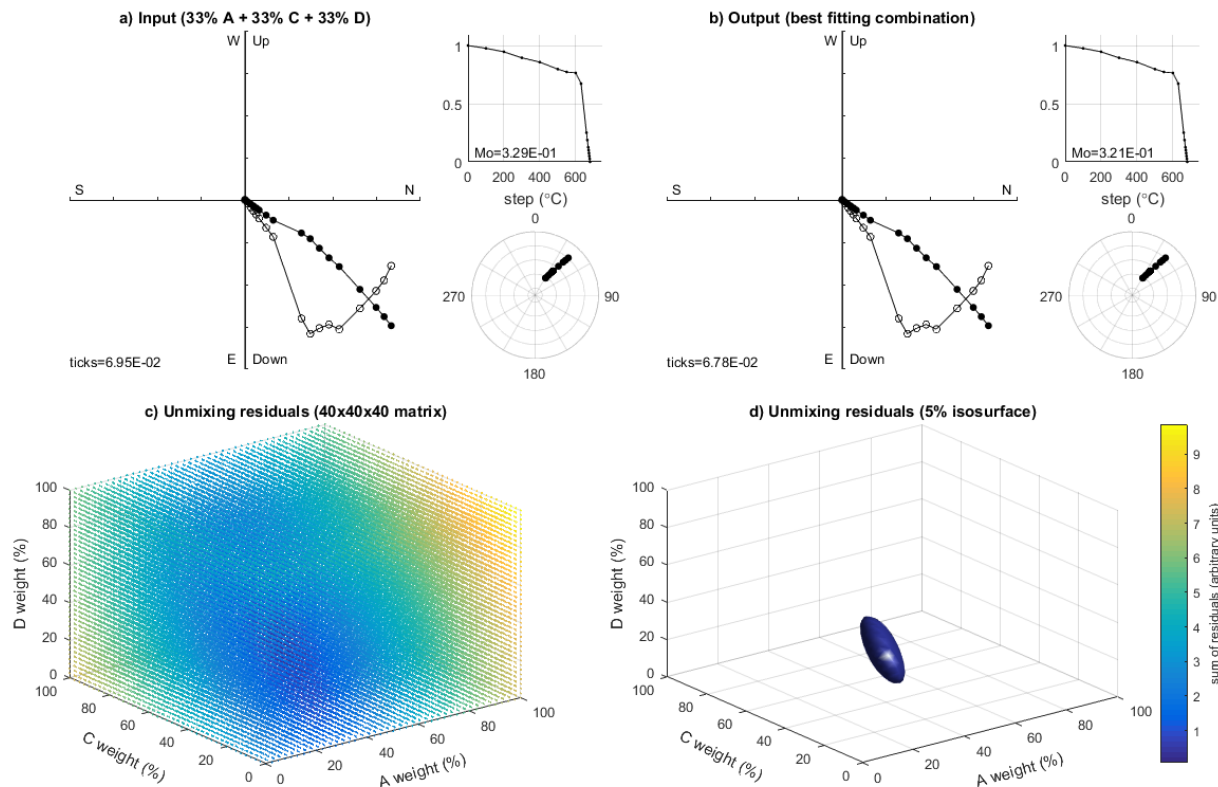 a) Input (33% A + 33% C + 33% D)
W Up
S N
E Down
ticks=6.95E-02
1
0.5
0
Mo=3.29E-01
0 200 400 600
step (°C)
0
270 90
180
b) Output (best fitting combination)
W Up
S N
E Down
ticks=6.78E-02
1
0.5
0
Mo=3.21E-01
0 200 400 600
step (°C)
0
270 90
180
c) Unmixing residuals (40x40x40 matrix)
D weight (%)
100
80
60
40
20
0
C weight (%)
100
80
60
40
20
0
A weight (%)
0
20
40
60
80
100
d) Unmixing residuals (5% isosurface)
D weight (%)
100
80
60
40
20
0
C weight (%)
100
80
60
40
20
0
A weight (%)
0
20
40
60
80
100
9
8
7
6
5
4
3
2
1
sum of residuals (arbitrary units)